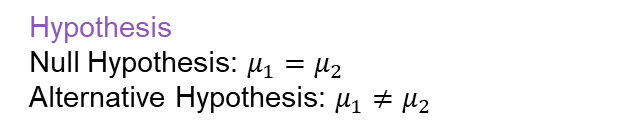 Hypothesis
Null Hypothesis: 𝜇₁ = 𝜇₂
Alternative Hypothesis: 𝜇₁ ≠ 𝜇₂